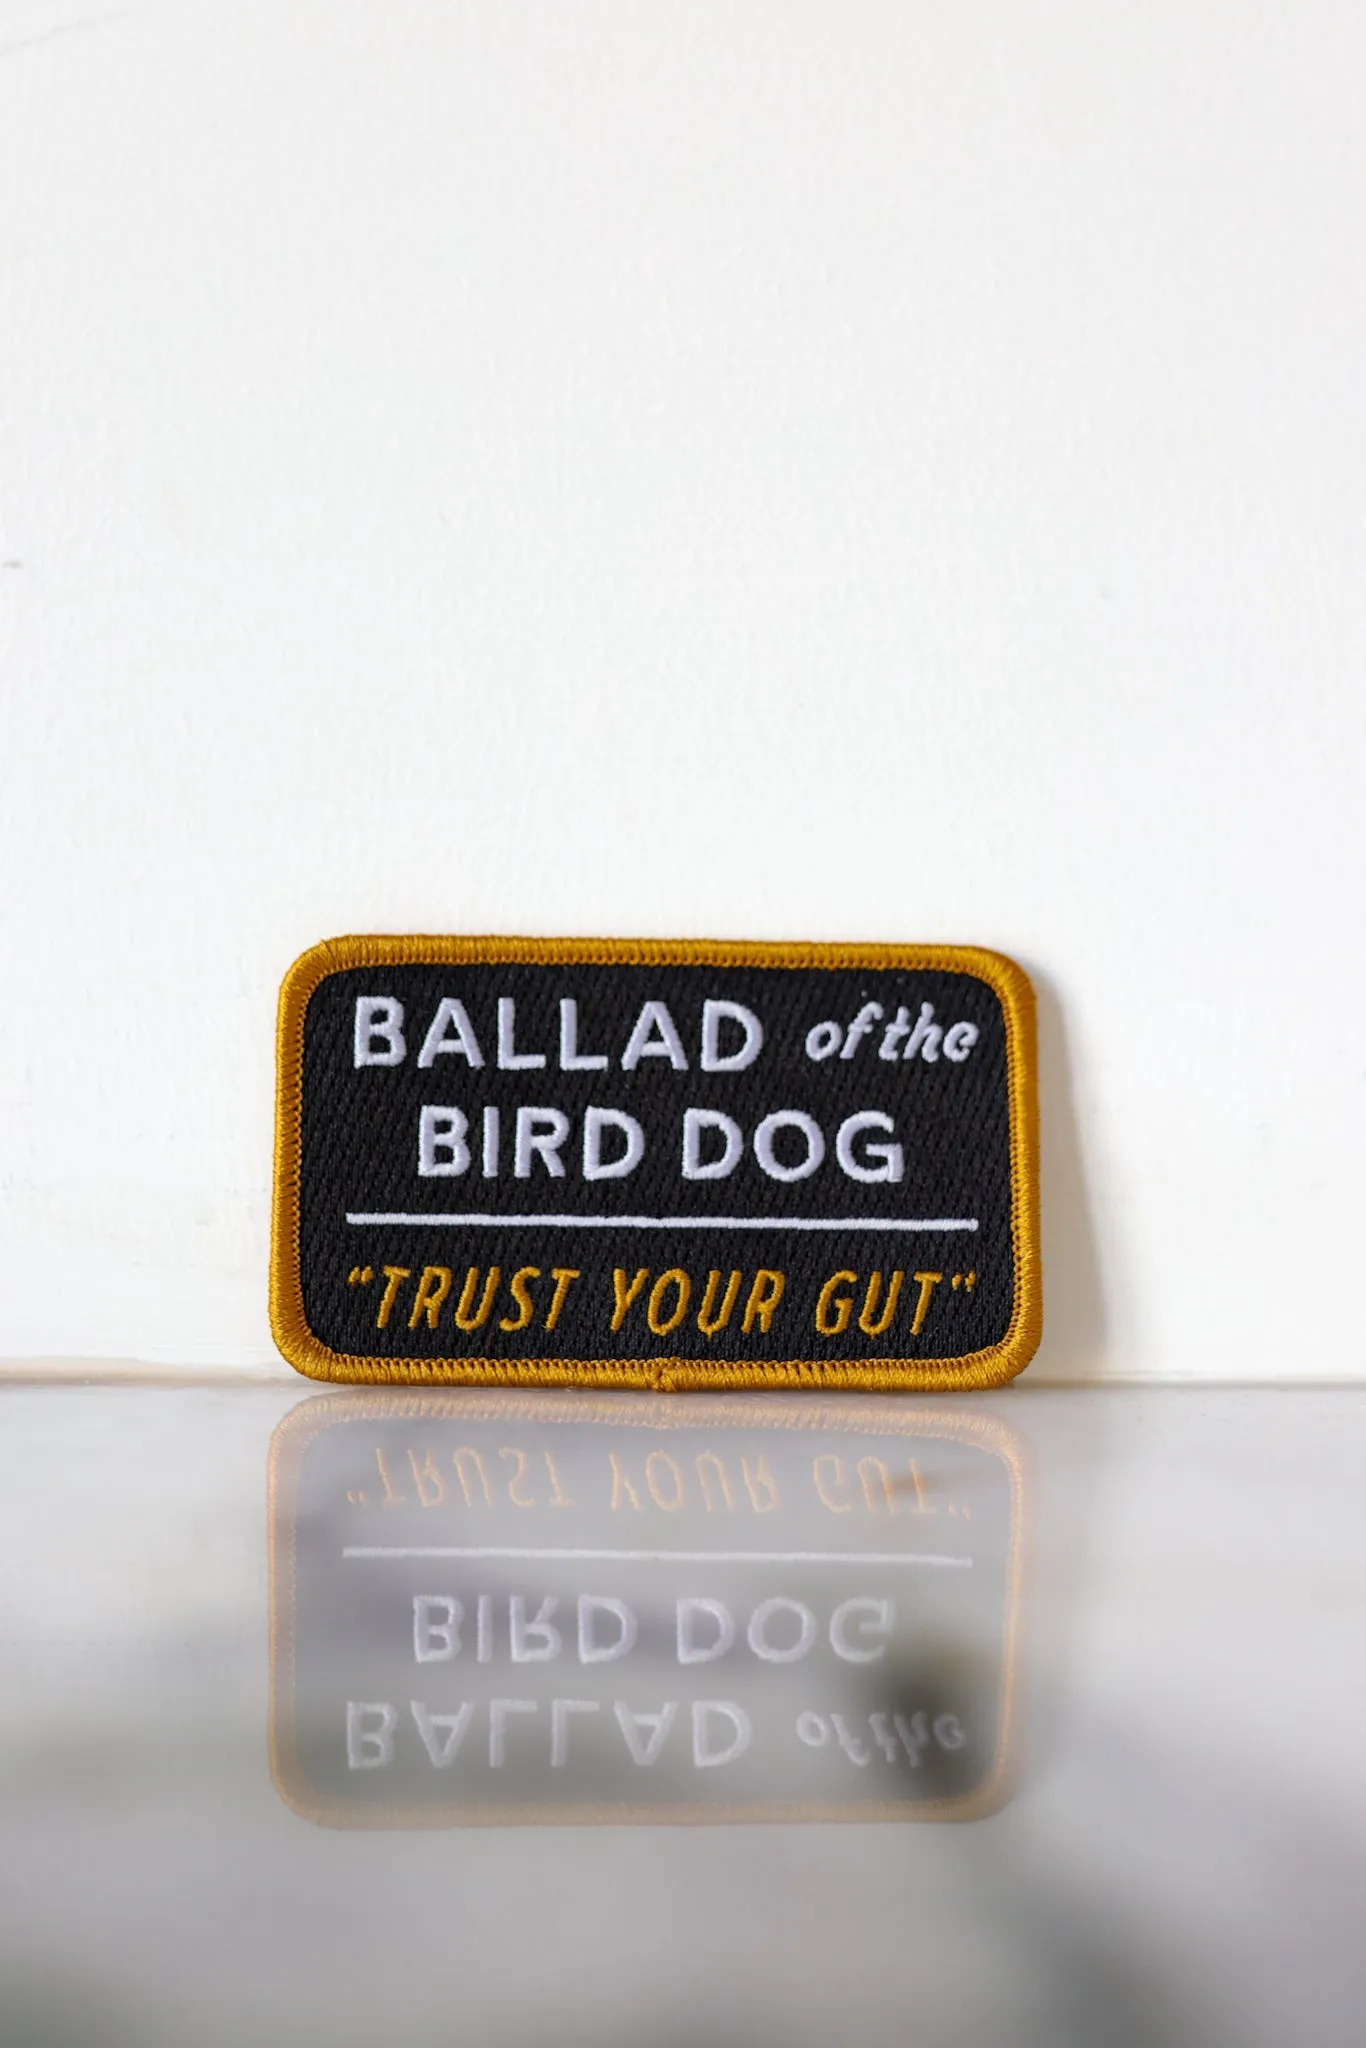 BALLAD of the
BIRD DOG
"TRUST YOUR GUT"